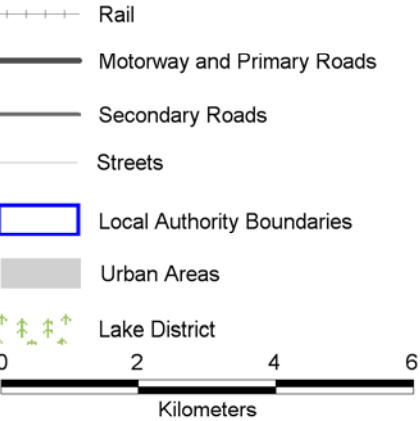 Rail
Motorway and Primary Roads
Secondary Roads
Streets
Local Authority Boundaries
Urban Areas
Lake District
0 2 4 6
Kilometers